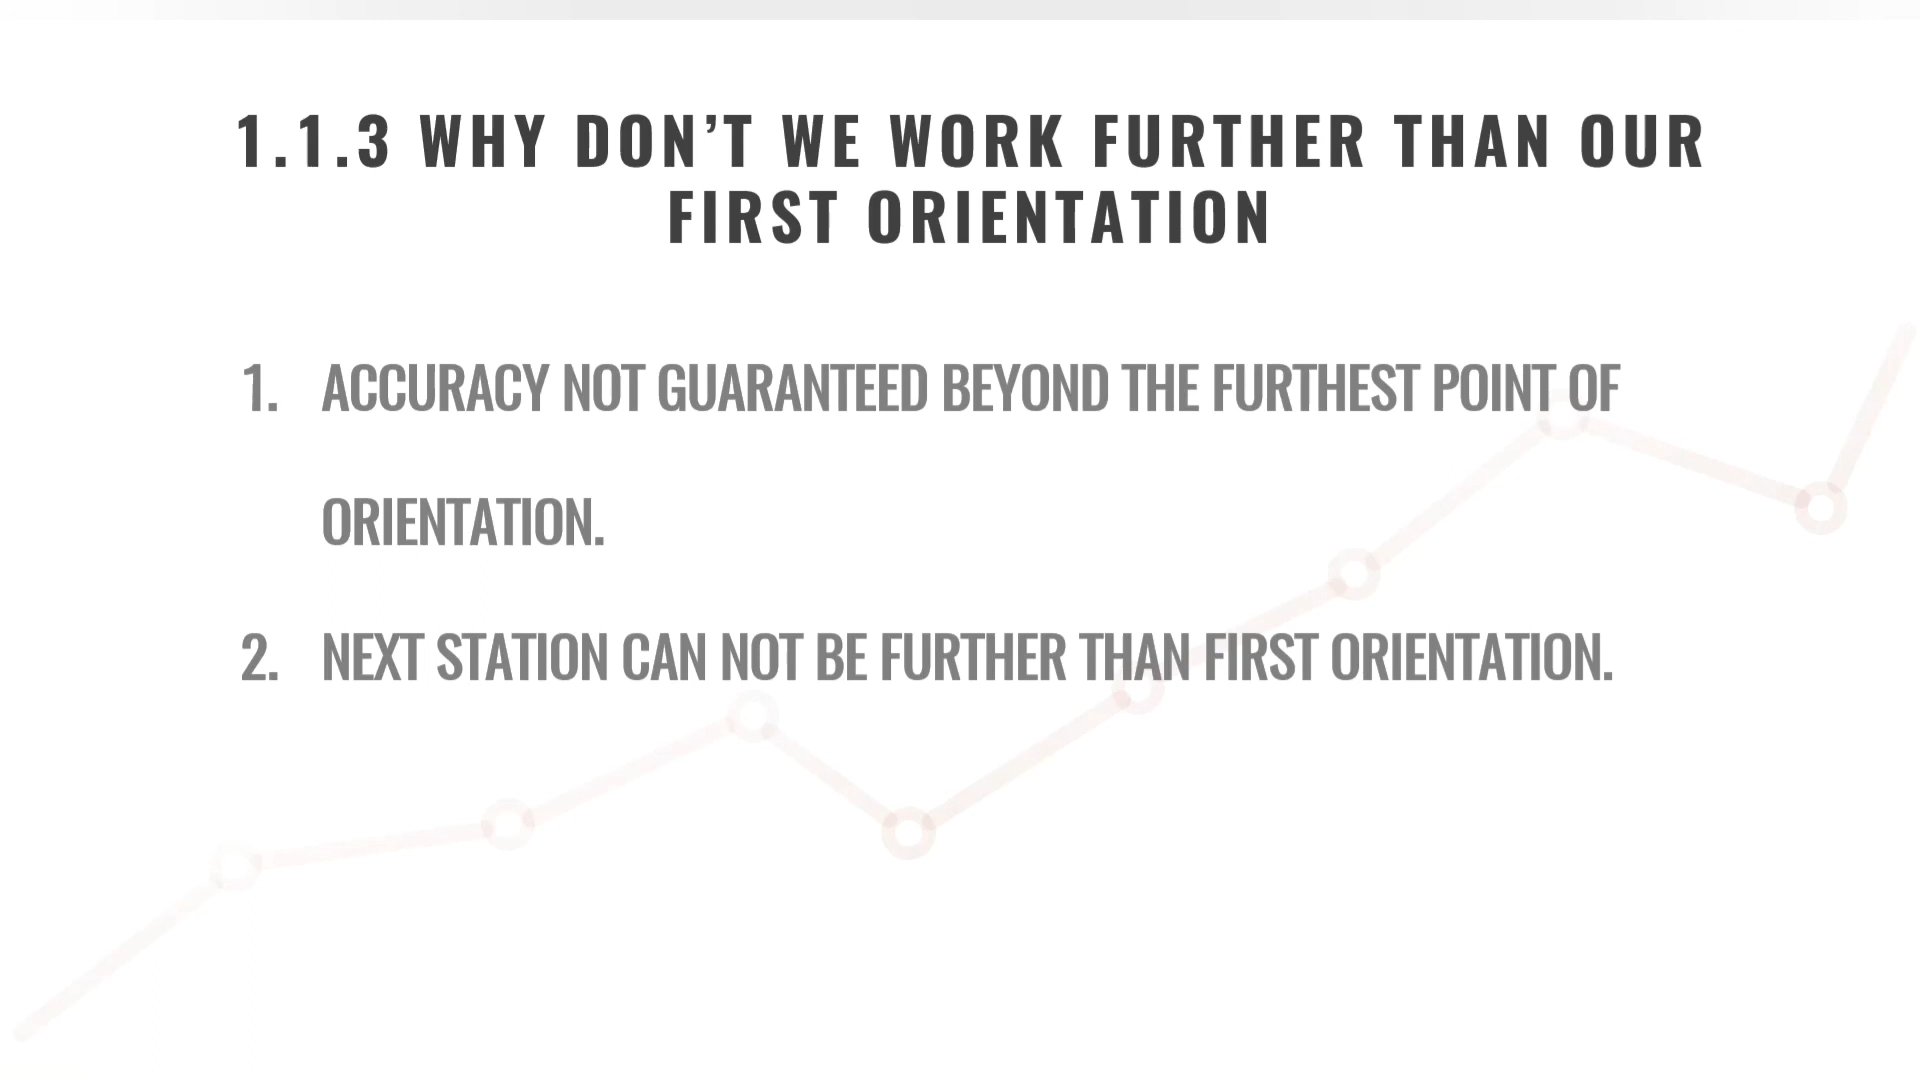 1.1.3 WHY DON’T WE WORK FURTHER THAN OUR
FIRST ORIENTATION
1. ACCURACY NOT GUARANTEED BEYOND THE FURTHEST POINT OF
ORIENTATION.
2. NEXT STATION CAN NOT BE FURTHER THAN FIRST ORIENTATION.